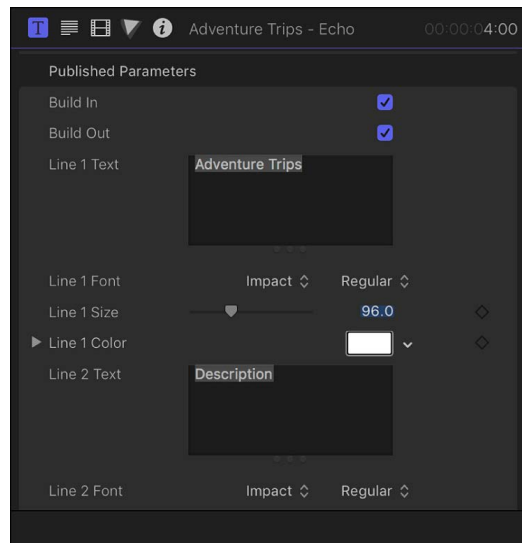 T i Adventure Trips - Echo 00:00:04:00
Published Parameters
Build In
Build Out
Line 1 Text Adventure Trips
Line 1 Font Impact Regular
Line 1 Size 96.0
Line 1 Color
Line 2 Text Description
Line 2 Font Impact Regular